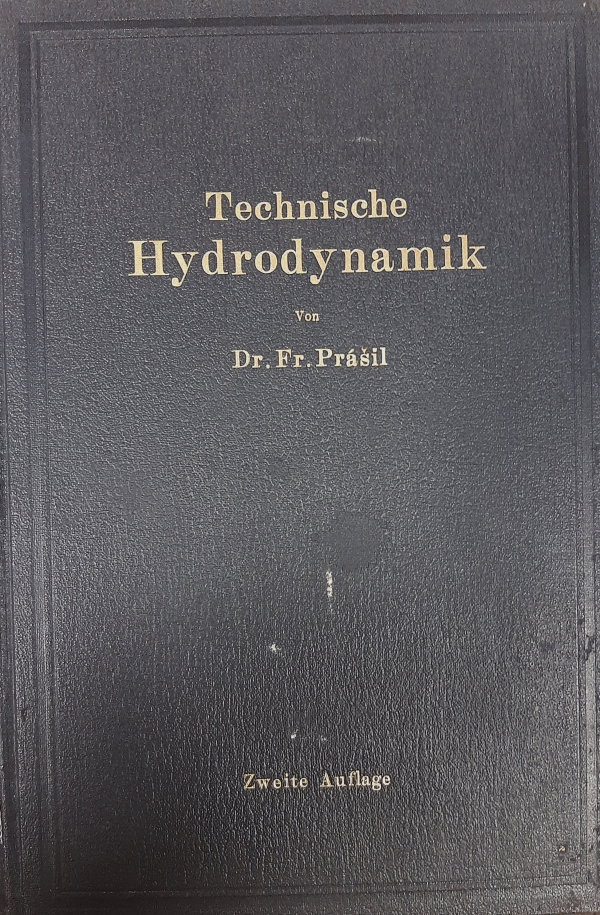 Technische
Hydrodynamik
Von
Dr. Fr. Prášil
Zweite Auflage